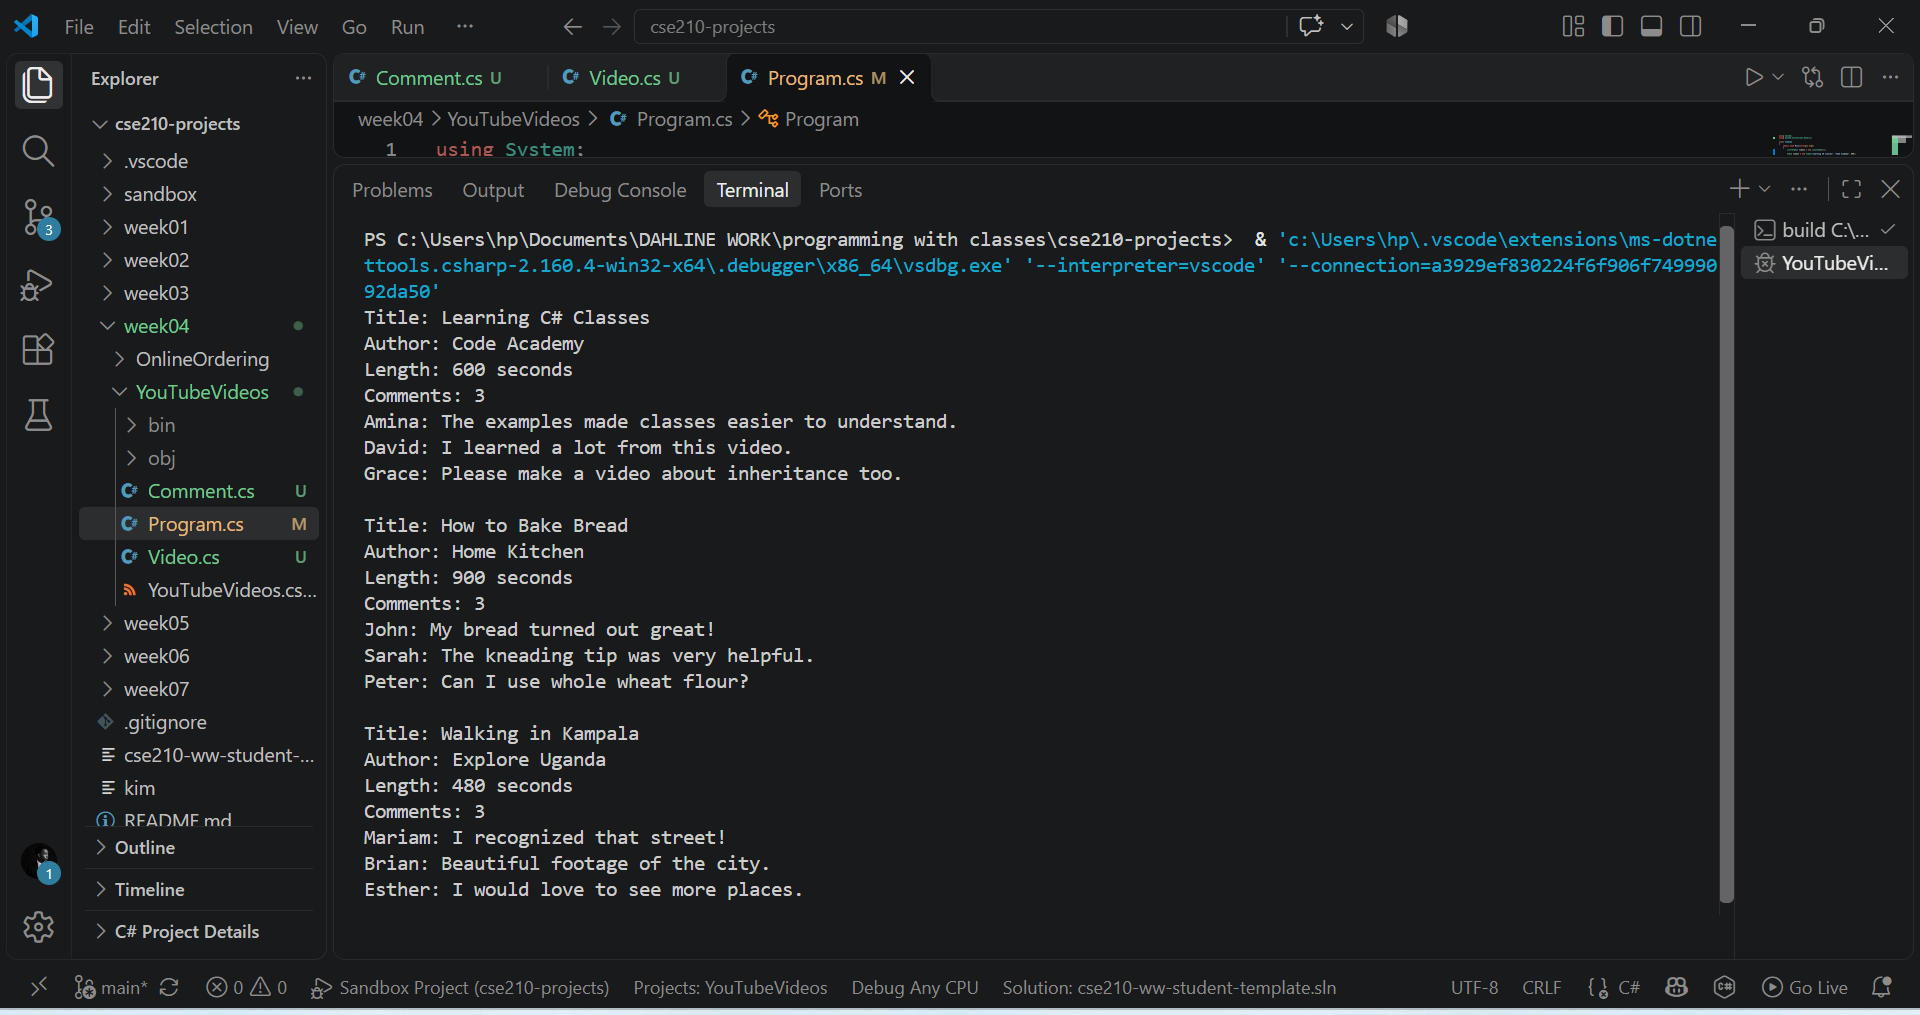 File Edit Selection View Go Run ··· cse210-projects
Explorer ···
cse210-projects
.vscode
sandbox
week01
week02
week03
week04
OnlineOrdering
YouTubeVideos
bin
obj
Comment.cs U
Program.cs M
Video.cs U
YouTubeVideos.cs...
week05
week06
week07
.gitignore
cse210-ww-student-...
kim
README.md
Outline
Timeline
C# Project Details
3
1
Comment.cs U Video.cs U Program.cs M
week04 > YouTubeVideos > Program.cs > Program
1 using System;
Problems Output Debug Console Terminal Ports
PS C:\Users\hp\Documents\DAHLINE WORK\programming with classes\cse210-projects> & 'c:\Users\hp\.vscode\extensions\ms-dotne
ttools.csharp-2.160.4-win32-x64\.debugger\x86_64\vsdbg.exe' '--interpreter=vscode' '--connection=a3929ef830224f6f906f749990
92da50'
Title: Learning C# Classes
Author: Code Academy
Length: 600 seconds
Comments: 3
Amina: The examples made classes easier to understand.
David: I learned a lot from this video.
Grace: Please make a video about inheritance too.
Title: How to Bake Bread
Author: Home Kitchen
Length: 900 seconds
Comments: 3
John: My bread turned out great!
Sarah: The kneading tip was very helpful.
Peter: Can I use whole wheat flour?
Title: Walking in Kampala
Author: Explore Uganda
Length: 480 seconds
Comments: 3
Mariam: I recognized that street!
Brian: Beautiful footage of the city.
Esther: I would love to see more places.
build C:\...
YouTubeVi...
main* 0 0 Sandbox Project (cse210-projects) Projects: YouTubeVideos Debug Any CPU Solution: cse210-ww-student-template.sln UTF-8 CRLF C# Go Live